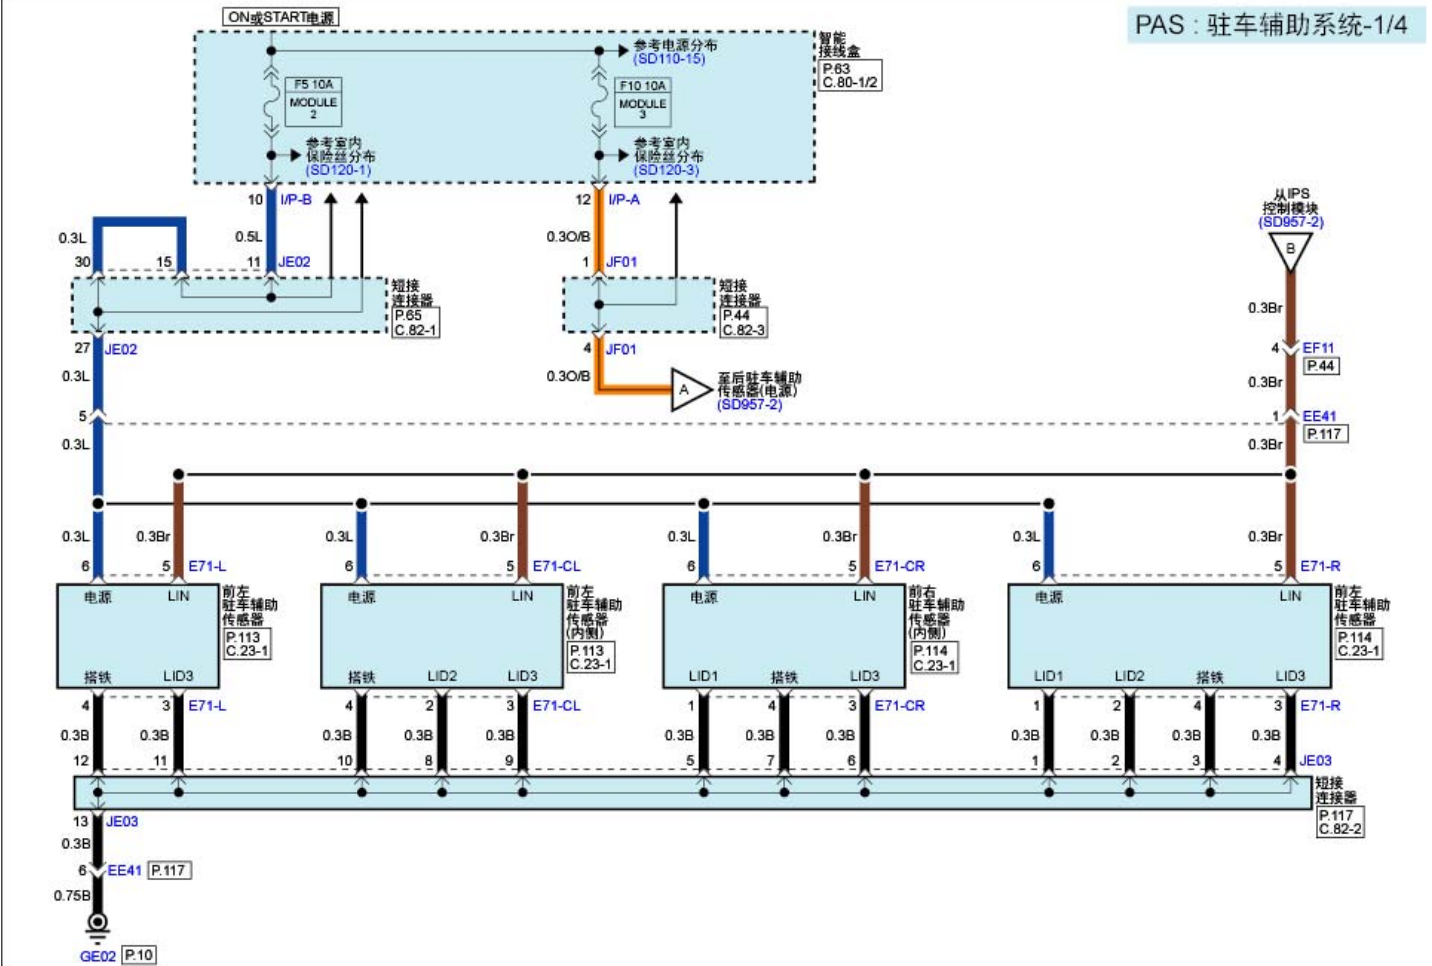 ON或START电源
PAS : 驻车辅助系统-1/4
参考电源分布
(SD110-15)
智能
接线盒
P.63
C.80-1/2
F5 10A
MODULE
2
F10 10A
MODULE
3
参考室内
保险丝分布
(SD120-1)
参考室内
保险丝分布
(SD120-3)
10
I/P-B
12
I/P-A
从IPS
控制模块
(SD957-2)
B
0.3L
0.5L
0.3O/B
30
15
11
JE02
1
JF01
短接
连接器
P.65
C.82-1
短接
连接器
P.44
C.82-3
0.3Br
27
JE02
4
JF01
4
EF11
P.44
0.3L
0.3O/B
A
至后驻车辅助
传感器(电源)
(SD957-2)
0.3Br
5
1
EE41
P.117
0.3L
0.3Br
0.3L
0.3Br
0.3L
0.3Br
0.3L
0.3Br
0.3L
0.3Br
6
5
E71-L
6
5
E71-CL
6
5
E71-CR
6
5
E71-R
电源
LIN
前左
驻车辅助
传感器
P.113
C.23-1
搭铁
LID3
电源
LIN
前左
驻车辅助
传感器
(内侧)
P.113
C.23-1
搭铁
LID2
LID3
电源
LIN
前右
驻车辅助
传感器
(内侧)
P.114
C.23-1
LID1
搭铁
LID3
电源
LIN
前左
驻车辅助
传感器
P.114
C.23-1
LID1
LID2
搭铁
LID3
4
3
E71-L
4
2
3
E71-CL
1
4
3
E71-CR
1
2
4
3
E71-R
0.3B
0.3B
0.3B
0.3B
0.3B
0.3B
0.3B
0.3B
0.3B
0.3B
0.3B
0.3B
12
11
10
8
9
5
7
6
1
2
3
4
JE03
短接
连接器
P.117
C.82-2
13
JE03
0.3B
6
EE41
P.117
0.75B
GE02
P.10